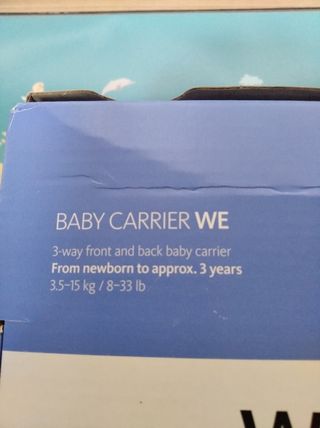 BABY CARRIER WE
3-way front and back baby carrier
From newborn to approx. 3 years
3.5-15 kg / 8-33 lb